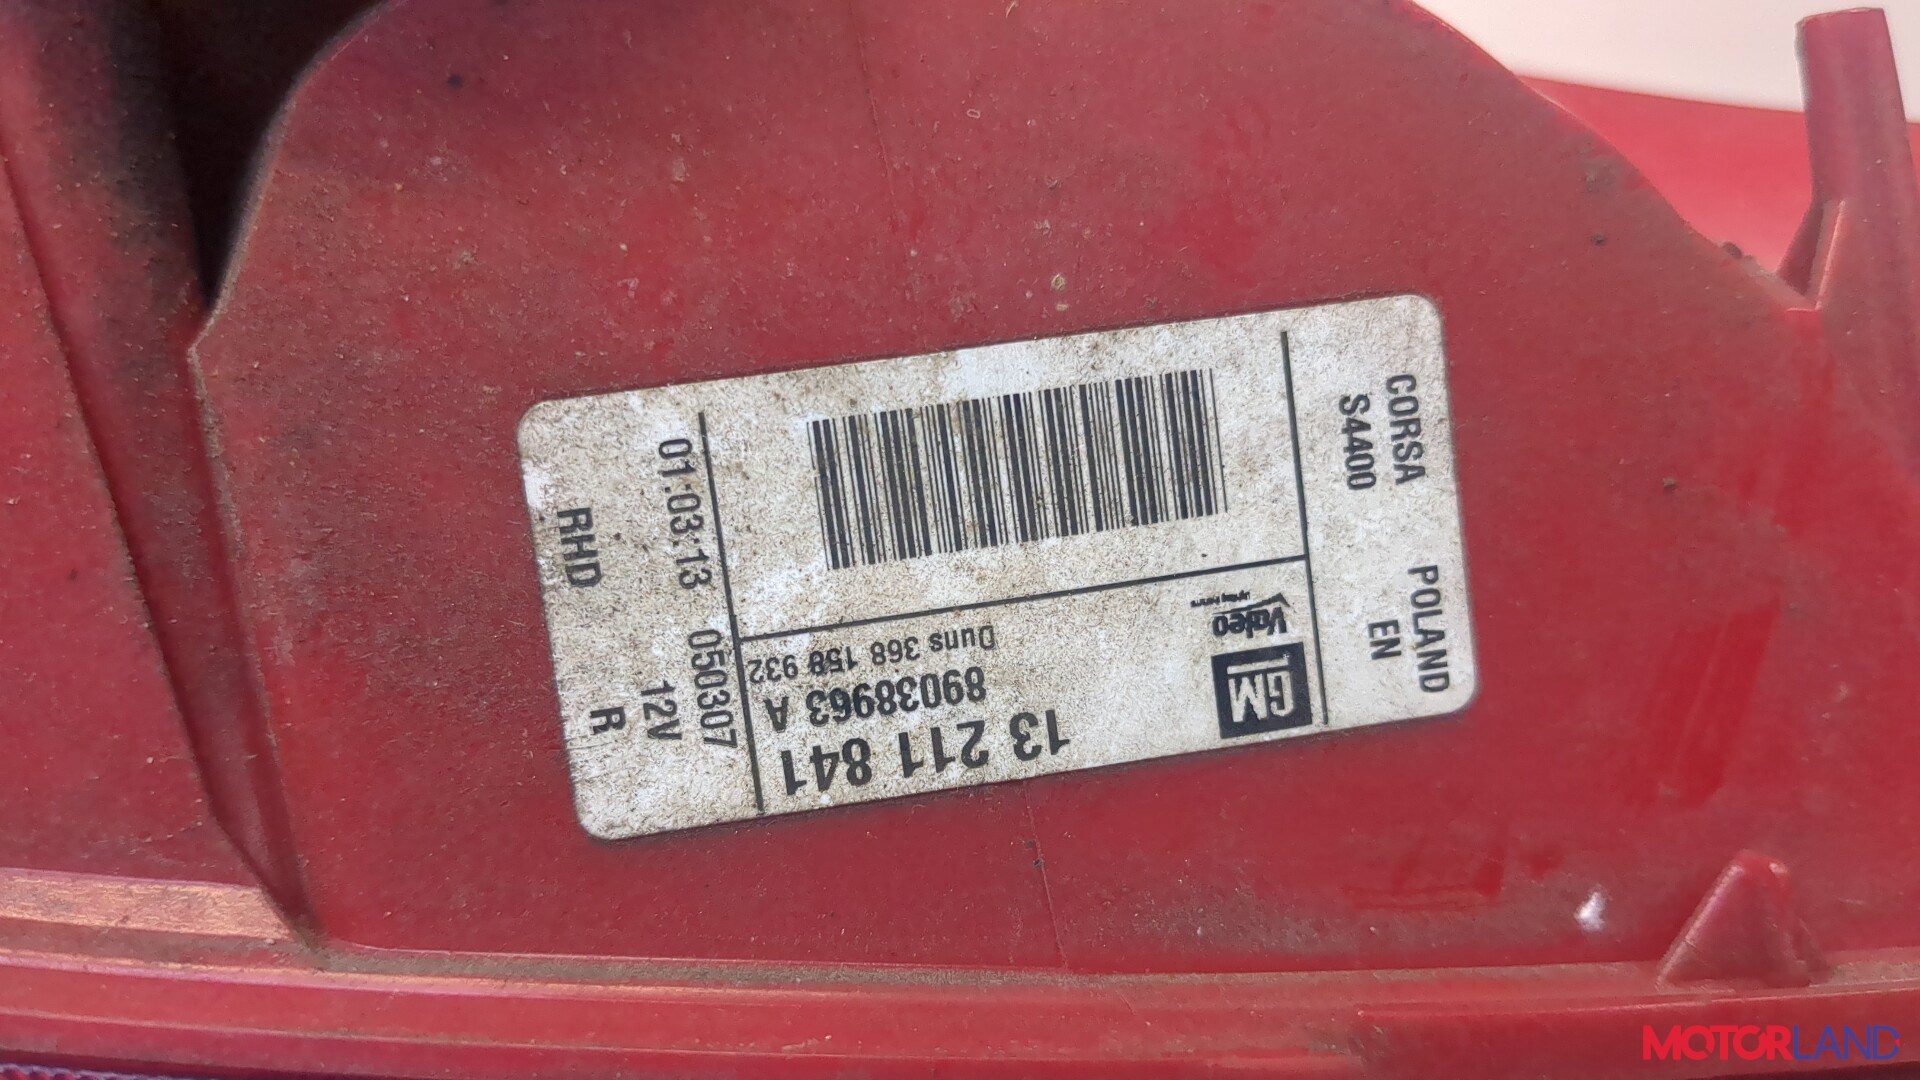 CORSA POLAND
S4400 EN
GM
Valeo
13 211 841
89038963 A
Duns 368 158 932
01:03:13 050307
12V
RHD R
MOTORLAND